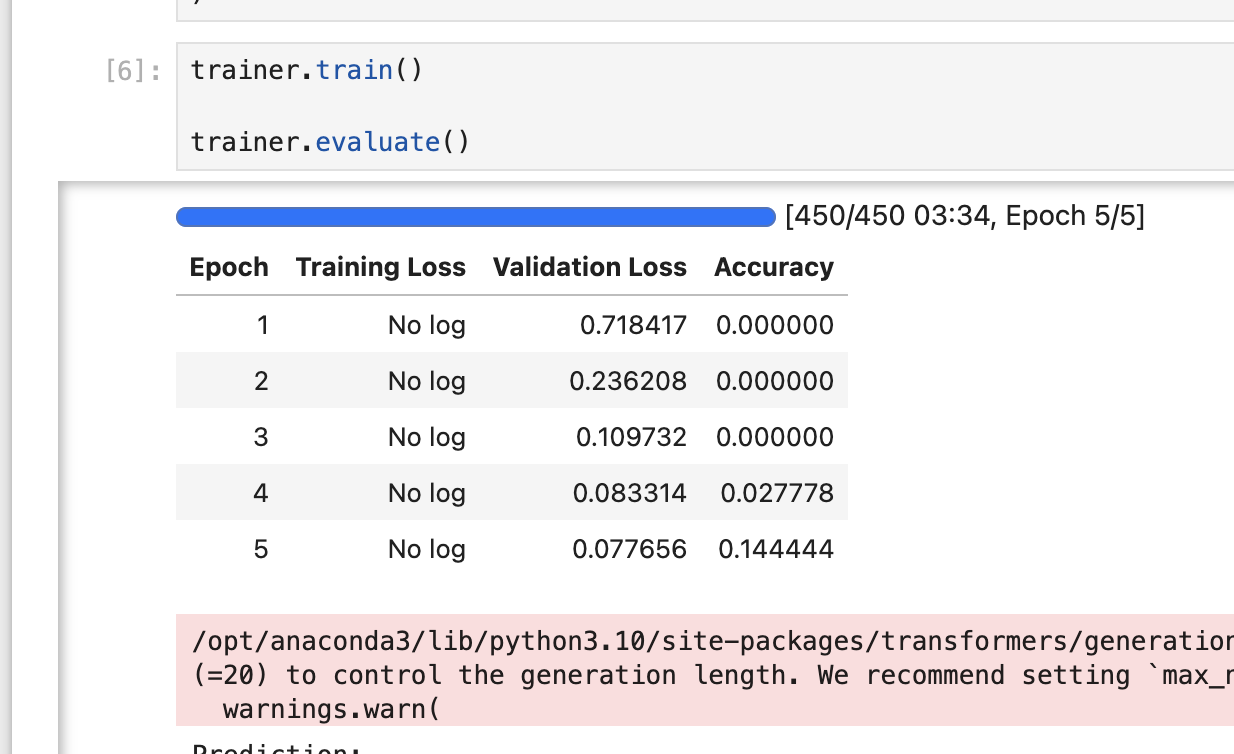 [6]: trainer.train()
trainer.evaluate()
[450/450 03:34, Epoch 5/5]
Epoch Training Loss Validation Loss Accuracy
1 No log 0.718417 0.000000
2 No log 0.236208 0.000000
3 No log 0.109732 0.000000
4 No log 0.083314 0.027778
5 No log 0.077656 0.144444
/opt/anaconda3/lib/python3.10/site-packages/transformers/generation
(=20) to control the generation length. We recommend setting `max_
warnings.warn(
Prediction: